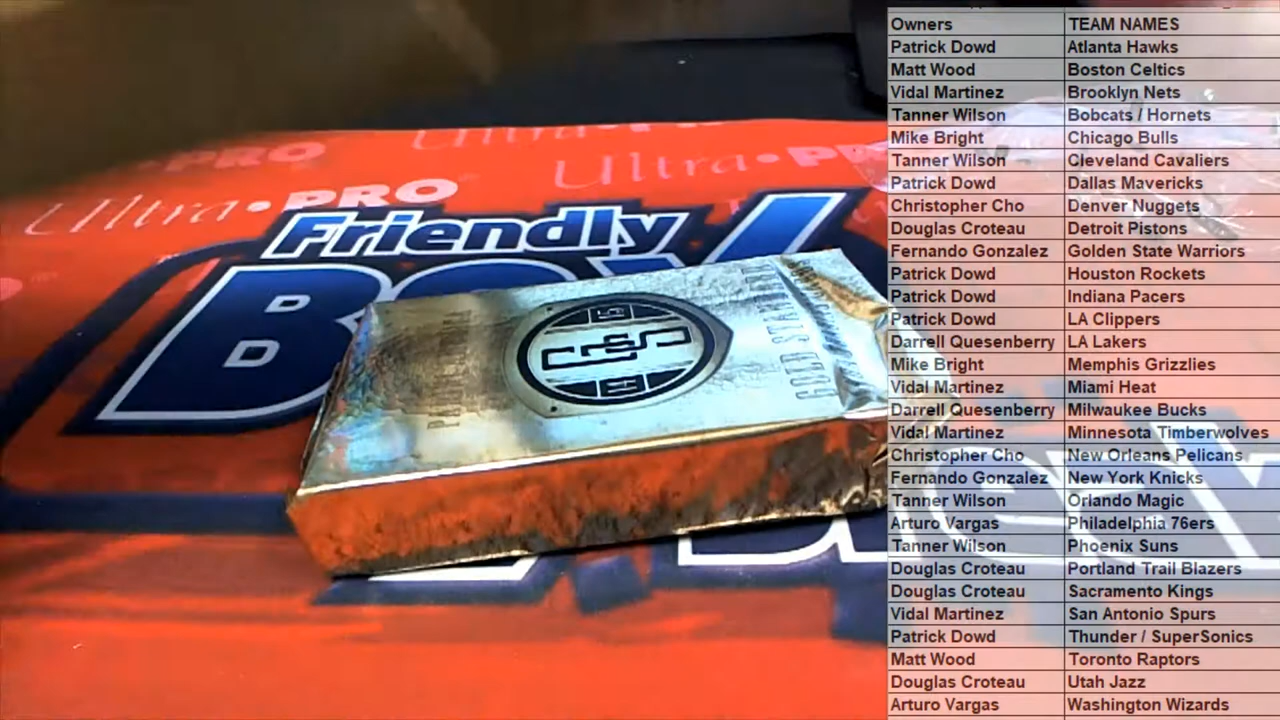 Owners TEAM NAMES
Patrick Dowd Atlanta Hawks
Matt Wood Boston Celtics
Vidal Martinez Brooklyn Nets
Tanner Wilson Bobcats / Hornets
Mike Bright Chicago Bulls
Tanner Wilson Cleveland Cavaliers
Patrick Dowd Dallas Mavericks
Christopher Cho Denver Nuggets
Douglas Croteau Detroit Pistons
Fernando Gonzalez Golden State Warriors
Patrick Dowd Houston Rockets
Patrick Dowd Indiana Pacers
Patrick Dowd LA Clippers
Darrell Quesenberry LA Lakers
Mike Bright Memphis Grizzlies
Vidal Martinez Miami Heat
Darrell Quesenberry Milwaukee Bucks
Vidal Martinez Minnesota Timberwolves
Christopher Cho New Orleans Pelicans
Fernando Gonzalez New York Knicks
Tanner Wilson Orlando Magic
Arturo Vargas Philadelphia 76ers
Tanner Wilson Phoenix Suns
Douglas Croteau Portland Trail Blazers
Douglas Croteau Sacramento Kings
Vidal Martinez San Antonio Spurs
Patrick Dowd Thunder / SuperSonics
Matt Wood Toronto Raptors
Douglas Croteau Utah Jazz
Arturo Vargas Washington Wizards
PRO
Ultra
Ultra • PRO
Ultra • PRO
Friendly
GS
GOLD STANDARD